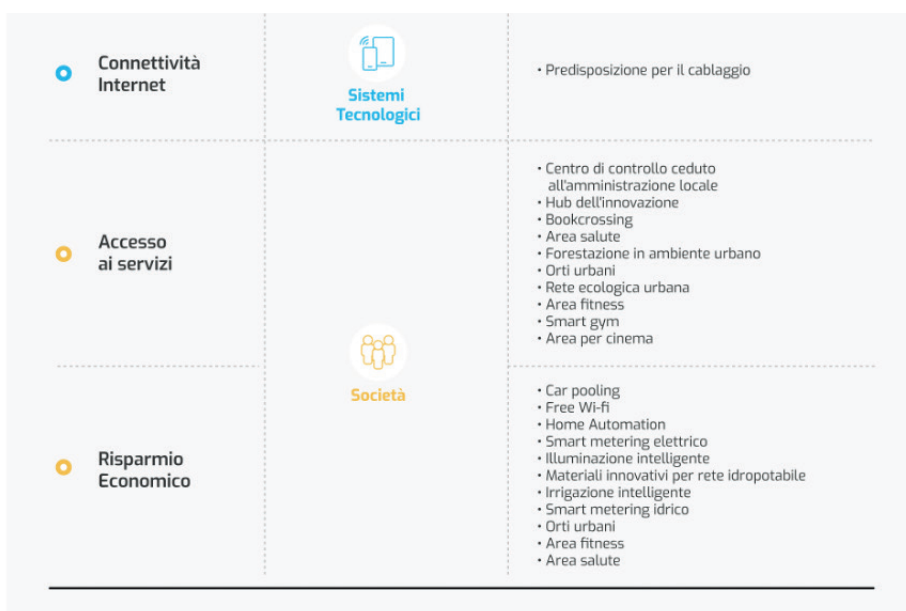 Connettività
Internet
Sistemi
Tecnologici
• Predisposizione per il cablaggio
Accesso
ai servizi
Società
• Centro di controllo ceduto
all'amministrazione locale
• Hub dell'innovazione
• Bookcrossing
• Area salute
• Forestazione in ambiente urbano
• Orti urbani
• Rete ecologica urbana
• Area fitness
• Smart gym
• Area per cinema
Risparmio
Economico
• Car pooling
• Free Wi-fi
• Home Automation
• Smart metering elettrico
• Illuminazione intelligente
• Materiali innovativi per rete idropotabile
• Irrigazione intelligente
• Smart metering idrico
• Orti urbani
• Area fitness
• Area salute